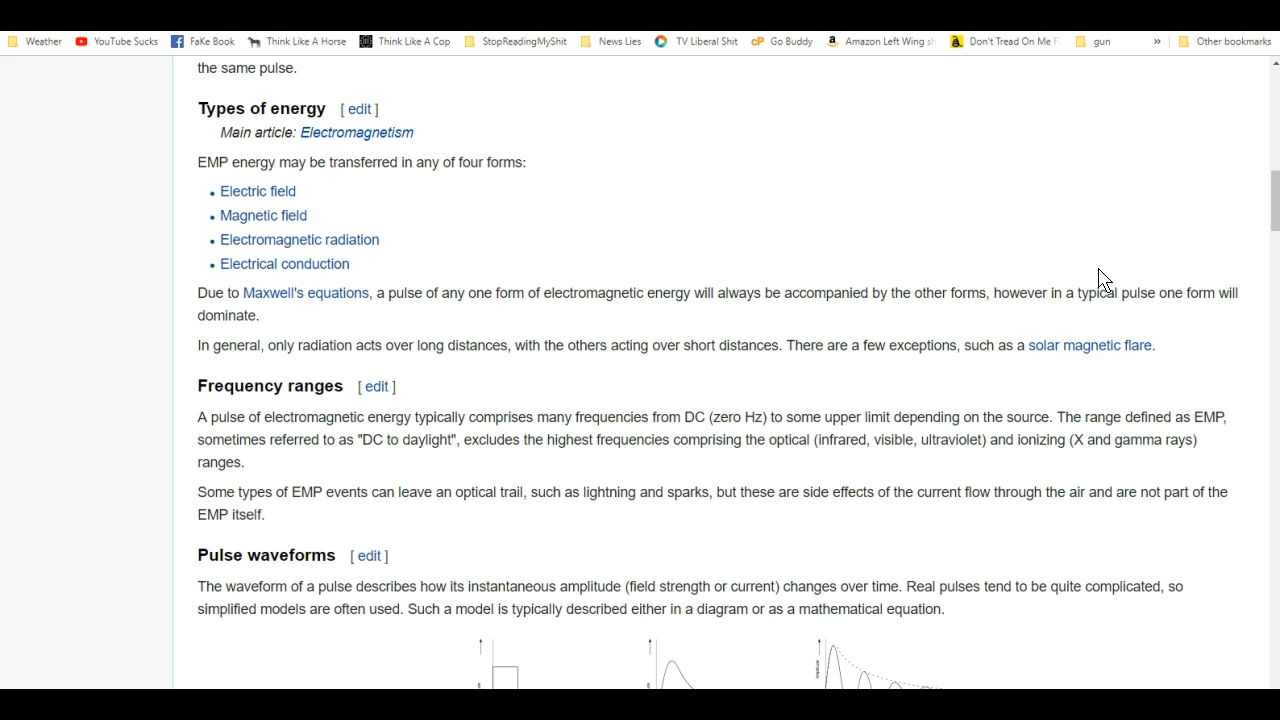 Weather YouTube Sucks FaKe Book Think Like A Horse Think Like A Cop StopReadingMyShit News Lies TV Liberal Shit Go Buddy Amazon Left Wing sh Don't Tread On Me F gun » Other bookmarks
the same pulse.
Types of energy [ edit ]
Main article: Electromagnetism
EMP energy may be transferred in any of four forms:
• Electric field
• Magnetic field
• Electromagnetic radiation
• Electrical conduction
Due to Maxwell's equations, a pulse of any one form of electromagnetic energy will always be accompanied by the other forms, however in a typical pulse one form will
dominate.
In general, only radiation acts over long distances, with the others acting over short distances. There are a few exceptions, such as a solar magnetic flare.
Frequency ranges [ edit ]
A pulse of electromagnetic energy typically comprises many frequencies from DC (zero Hz) to some upper limit depending on the source. The range defined as EMP,
sometimes referred to as "DC to daylight", excludes the highest frequencies comprising the optical (infrared, visible, ultraviolet) and ionizing (X and gamma rays)
ranges.
Some types of EMP events can leave an optical trail, such as lightning and sparks, but these are side effects of the current flow through the air and are not part of the
EMP itself.
Pulse waveforms [ edit ]
The waveform of a pulse describes how its instantaneous amplitude (field strength or current) changes over time. Real pulses tend to be quite complicated, so
simplified models are often used. Such a model is typically described either in a diagram or as a mathematical equation.
Amplitude